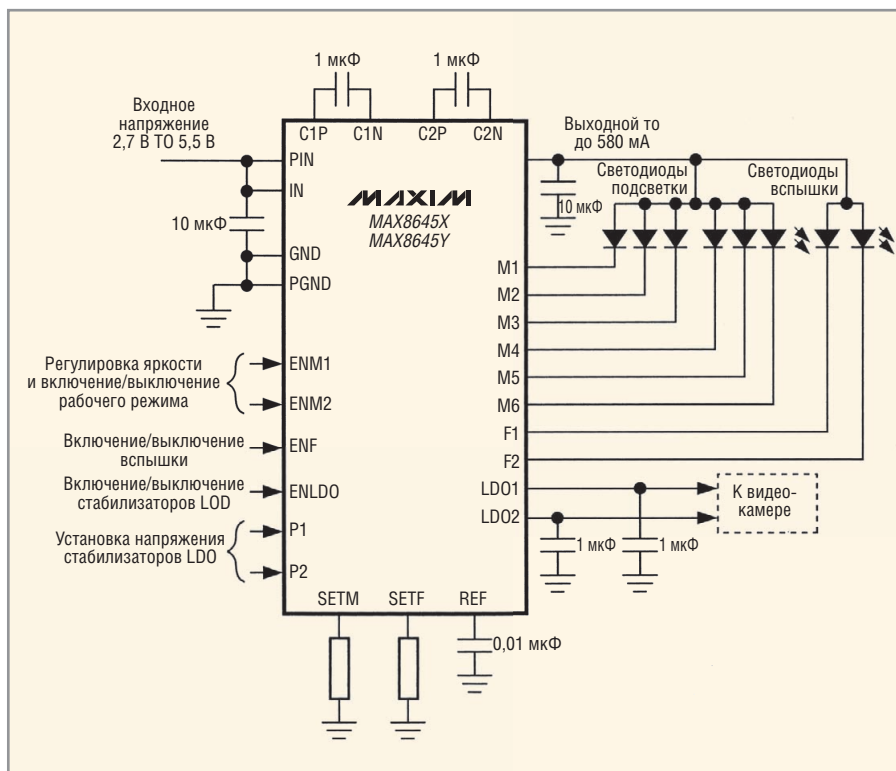 1 мкФ
1 мкФ
Входное
напряжение
2,7 В ТО 5,5 В
C1P
C1N
C2P
C2N
Выходной то
до 580 мА
PIN
IN
MAXIM
MAX8645X
MAX8645Y
10 мкФ
GND
PGND
10 мкФ
Светодиоды
подсветки
Светодиоды
вспышки
M1
M2
M3
M4
M5
M6
F1
F2
LDO1
LDO2
Регулировка яркости
и включение/выключение
рабочего режима
ENM1
ENM2
Включение/выключение
вспышки
ENF
Включение/выключение
стабилизаторов LOD
ENLDO
Установка напряжения
стабилизаторов LDO
P1
P2
К видео-
камере
1 мкФ
1 мкФ
SETM
SETF
REF
0,01 мкФ